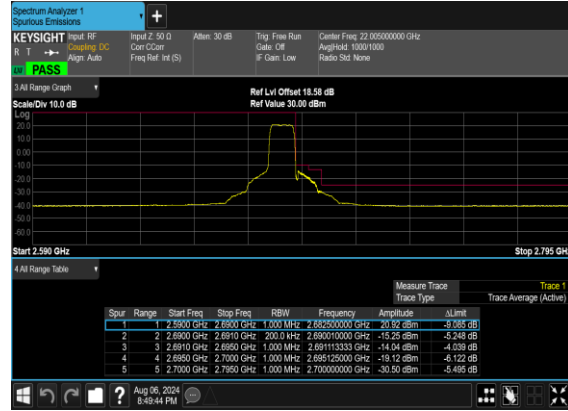 Spectrum Analyzer 1
Spurious Emissions
KEYSIGHT
R T
Input: RF
Coupling: DC
Align: Auto
Input Z: 50 Ω
Corr CCorr
Freq Ref: Int (S)
Atten: 30 dB
Trig: Free Run
Gate: Off
IF Gain: Low
Center Freq: 22.005000000 GHz
Avg|Hold: 1000/1000
Radio Std: None
LM PASS
3 All Range Graph
Scale/Div 10.0 dB
Ref Lvl Offset 18.58 dB
Ref Value 30.00 dBm
Log
20.0
10.0
0.00
-10.0
-20.0
-30.0
-40.0
-50.0
-60.0
Start 2.590 GHz
Stop 2.795 GHz
4 All Range Table
Measure Trace Trace 1
Trace Type Trace Average (Active)
Spur Range Start Freq Stop Freq RBW Frequency Amplitude ΔLimit
1 1 2.5900 GHz 2.6900 GHz 1.000 MHz 2.682500000 GHz 20.92 dBm -9.085 dB
2 2 2.6900 GHz 2.6910 GHz 200.0 kHz 2.690010000 GHz -15.25 dBm -5.248 dB
3 3 2.6910 GHz 2.6950 GHz 1.000 MHz 2.691113333 GHz -14.04 dBm -4.039 dB
4 4 2.6950 GHz 2.7000 GHz 1.000 MHz 2.695125000 GHz -19.12 dBm -6.122 dB
5 5 2.7000 GHz 2.7950 GHz 1.000 MHz 2.700000000 GHz -30.50 dBm -5.495 dB
Aug 06, 2024
8:49:44 PM